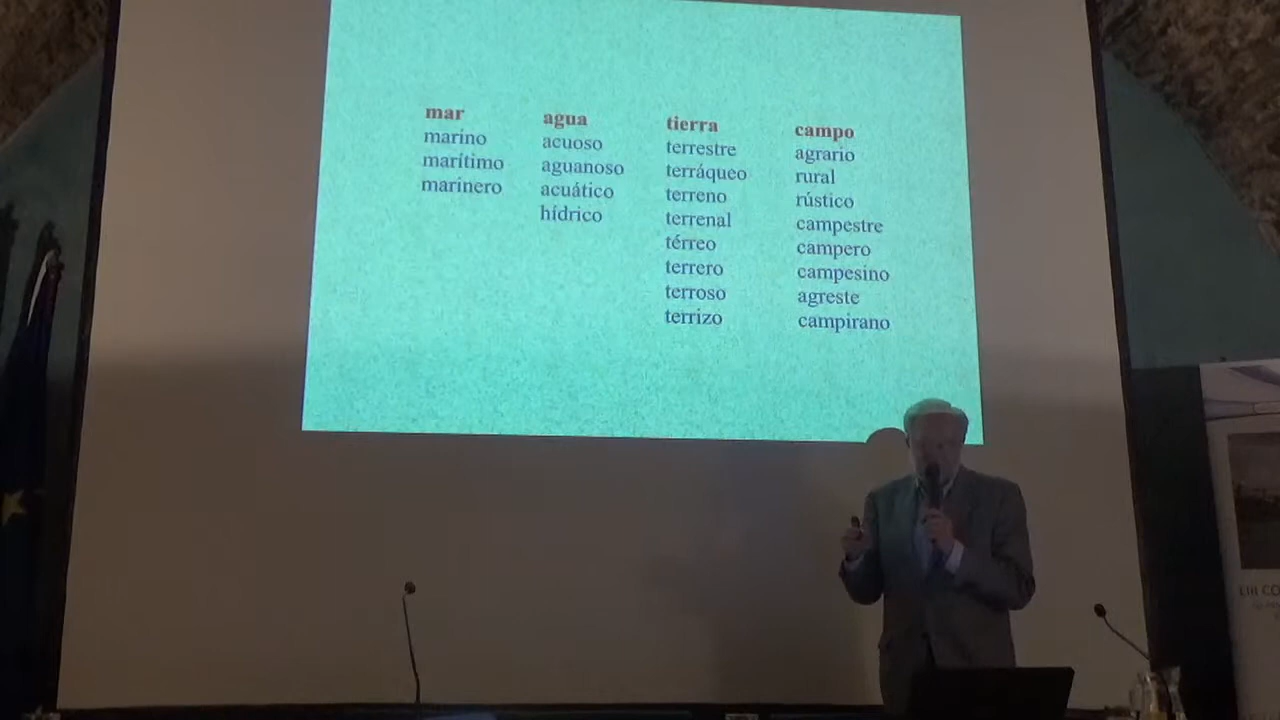 mar
marino
marítimo
marinero
agua
acuoso
aguanoso
acuático
hídrico
tierra
terrestre
terráqueo
terreno
terrenal
térreo
terrero
terroso
terrizo
campo
agrario
rural
rústico
campestre
campero
campesino
agreste
campirano